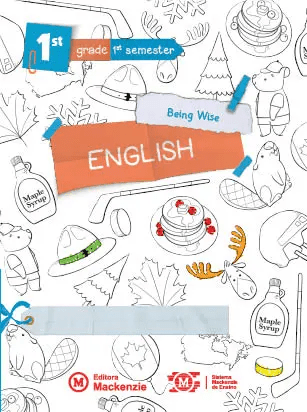 1st grade 1st semester
Being Wise
ENGLISH
Maple
Syrup
Maple
Syrup
M Editora
Mackenzie
M Sistema
Mackenzie
de Ensino